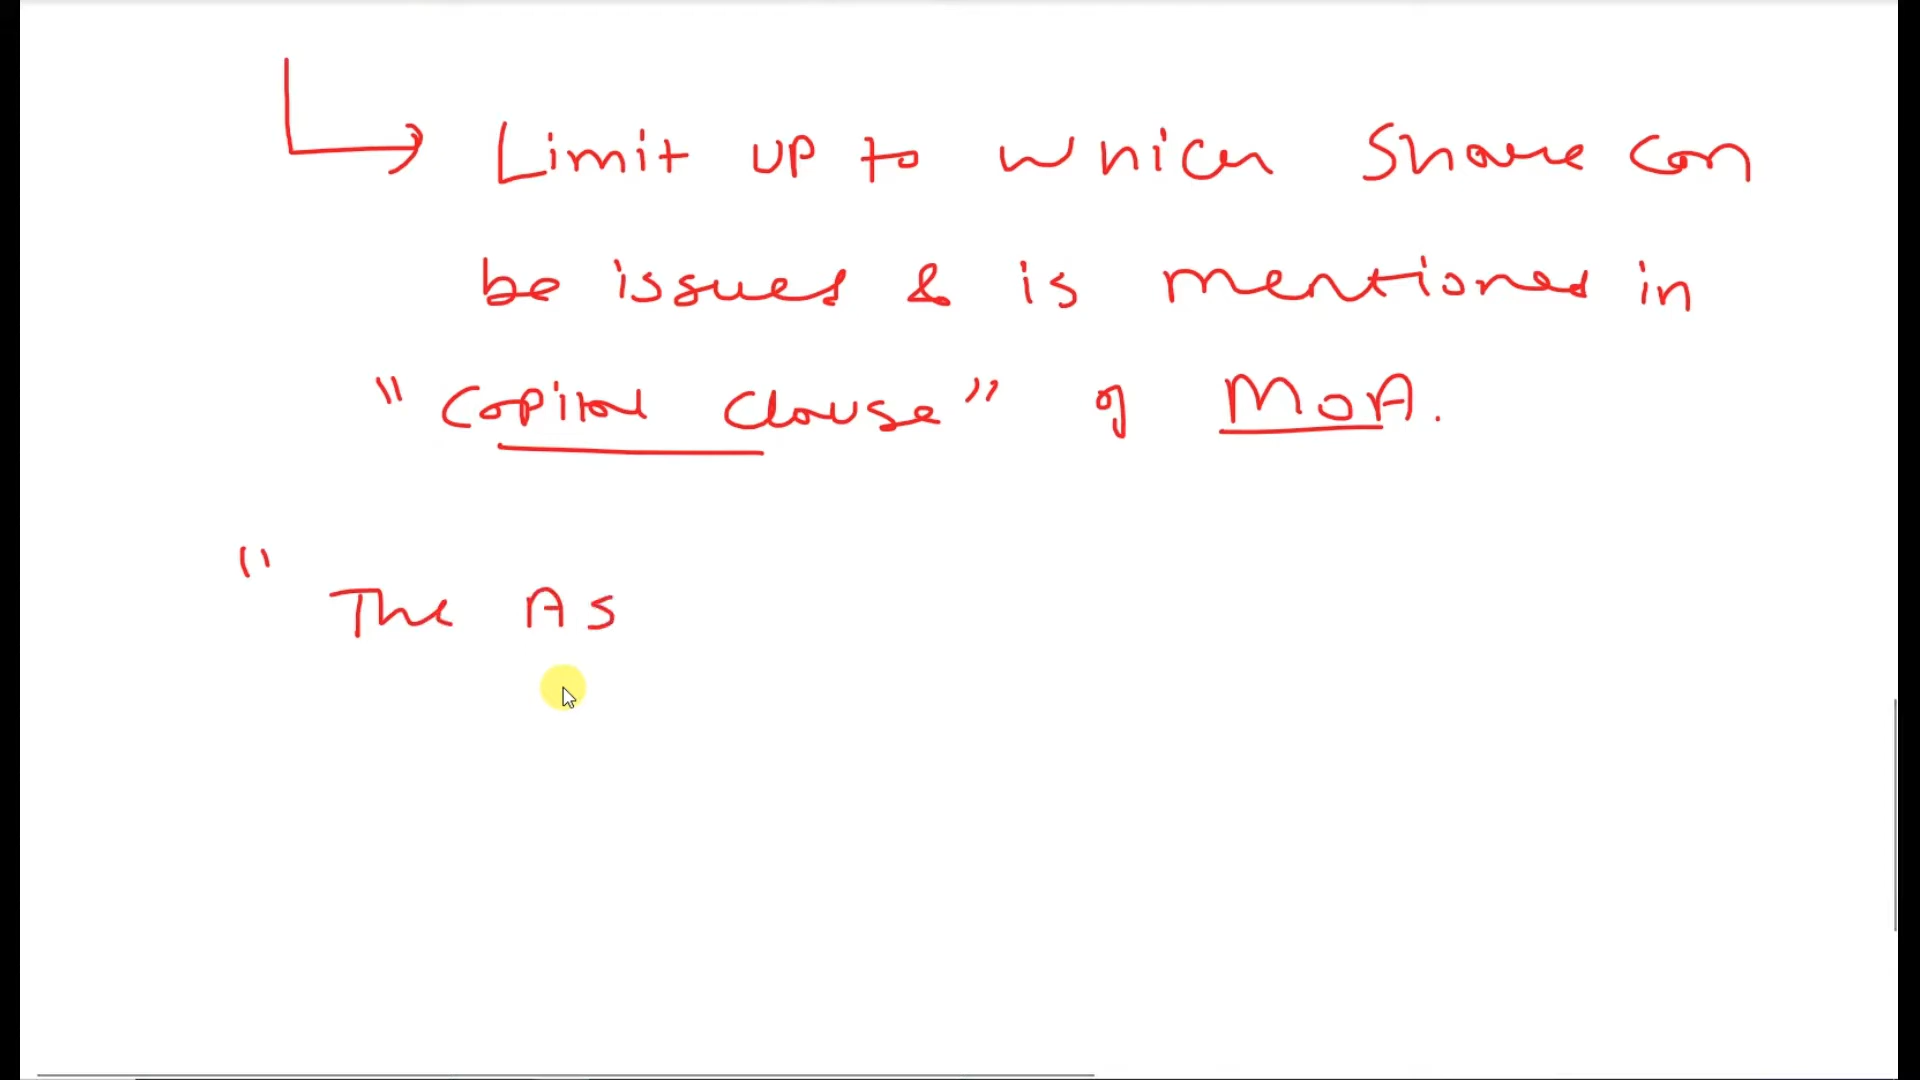 Limit up to which Share can
be issued & is mentioned in
"Capital Clause" of MOA.
"
The AS